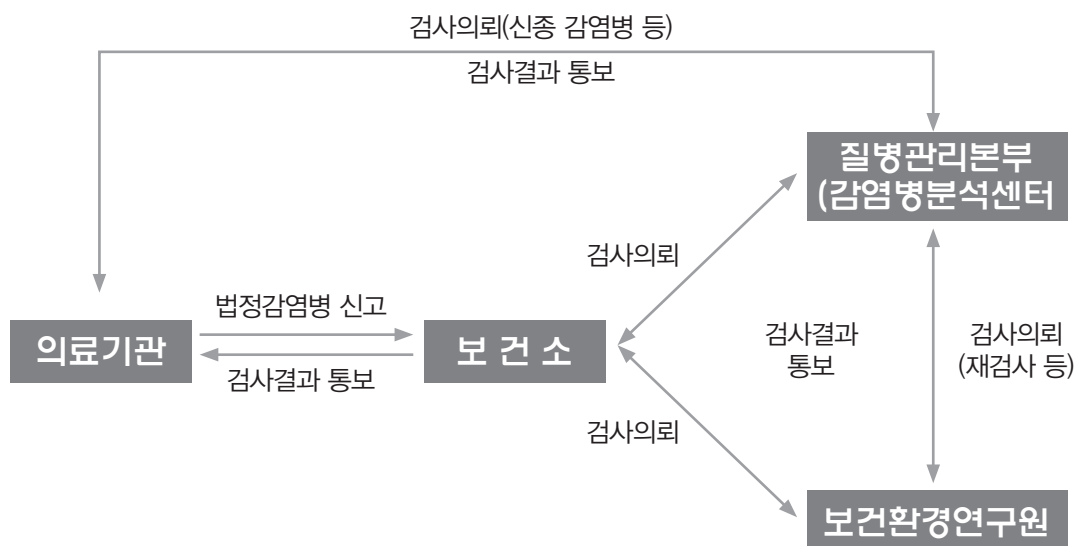 검사의뢰(신종 감염병 등)
검사결과 통보
질병관리본부
(감염병분석센터
검사의뢰
법정감염병 신고
의료기관
보 건 소
검사결과 통보
검사결과
통보
검사의뢰
(재검사 등)
검사의뢰
보건환경연구원